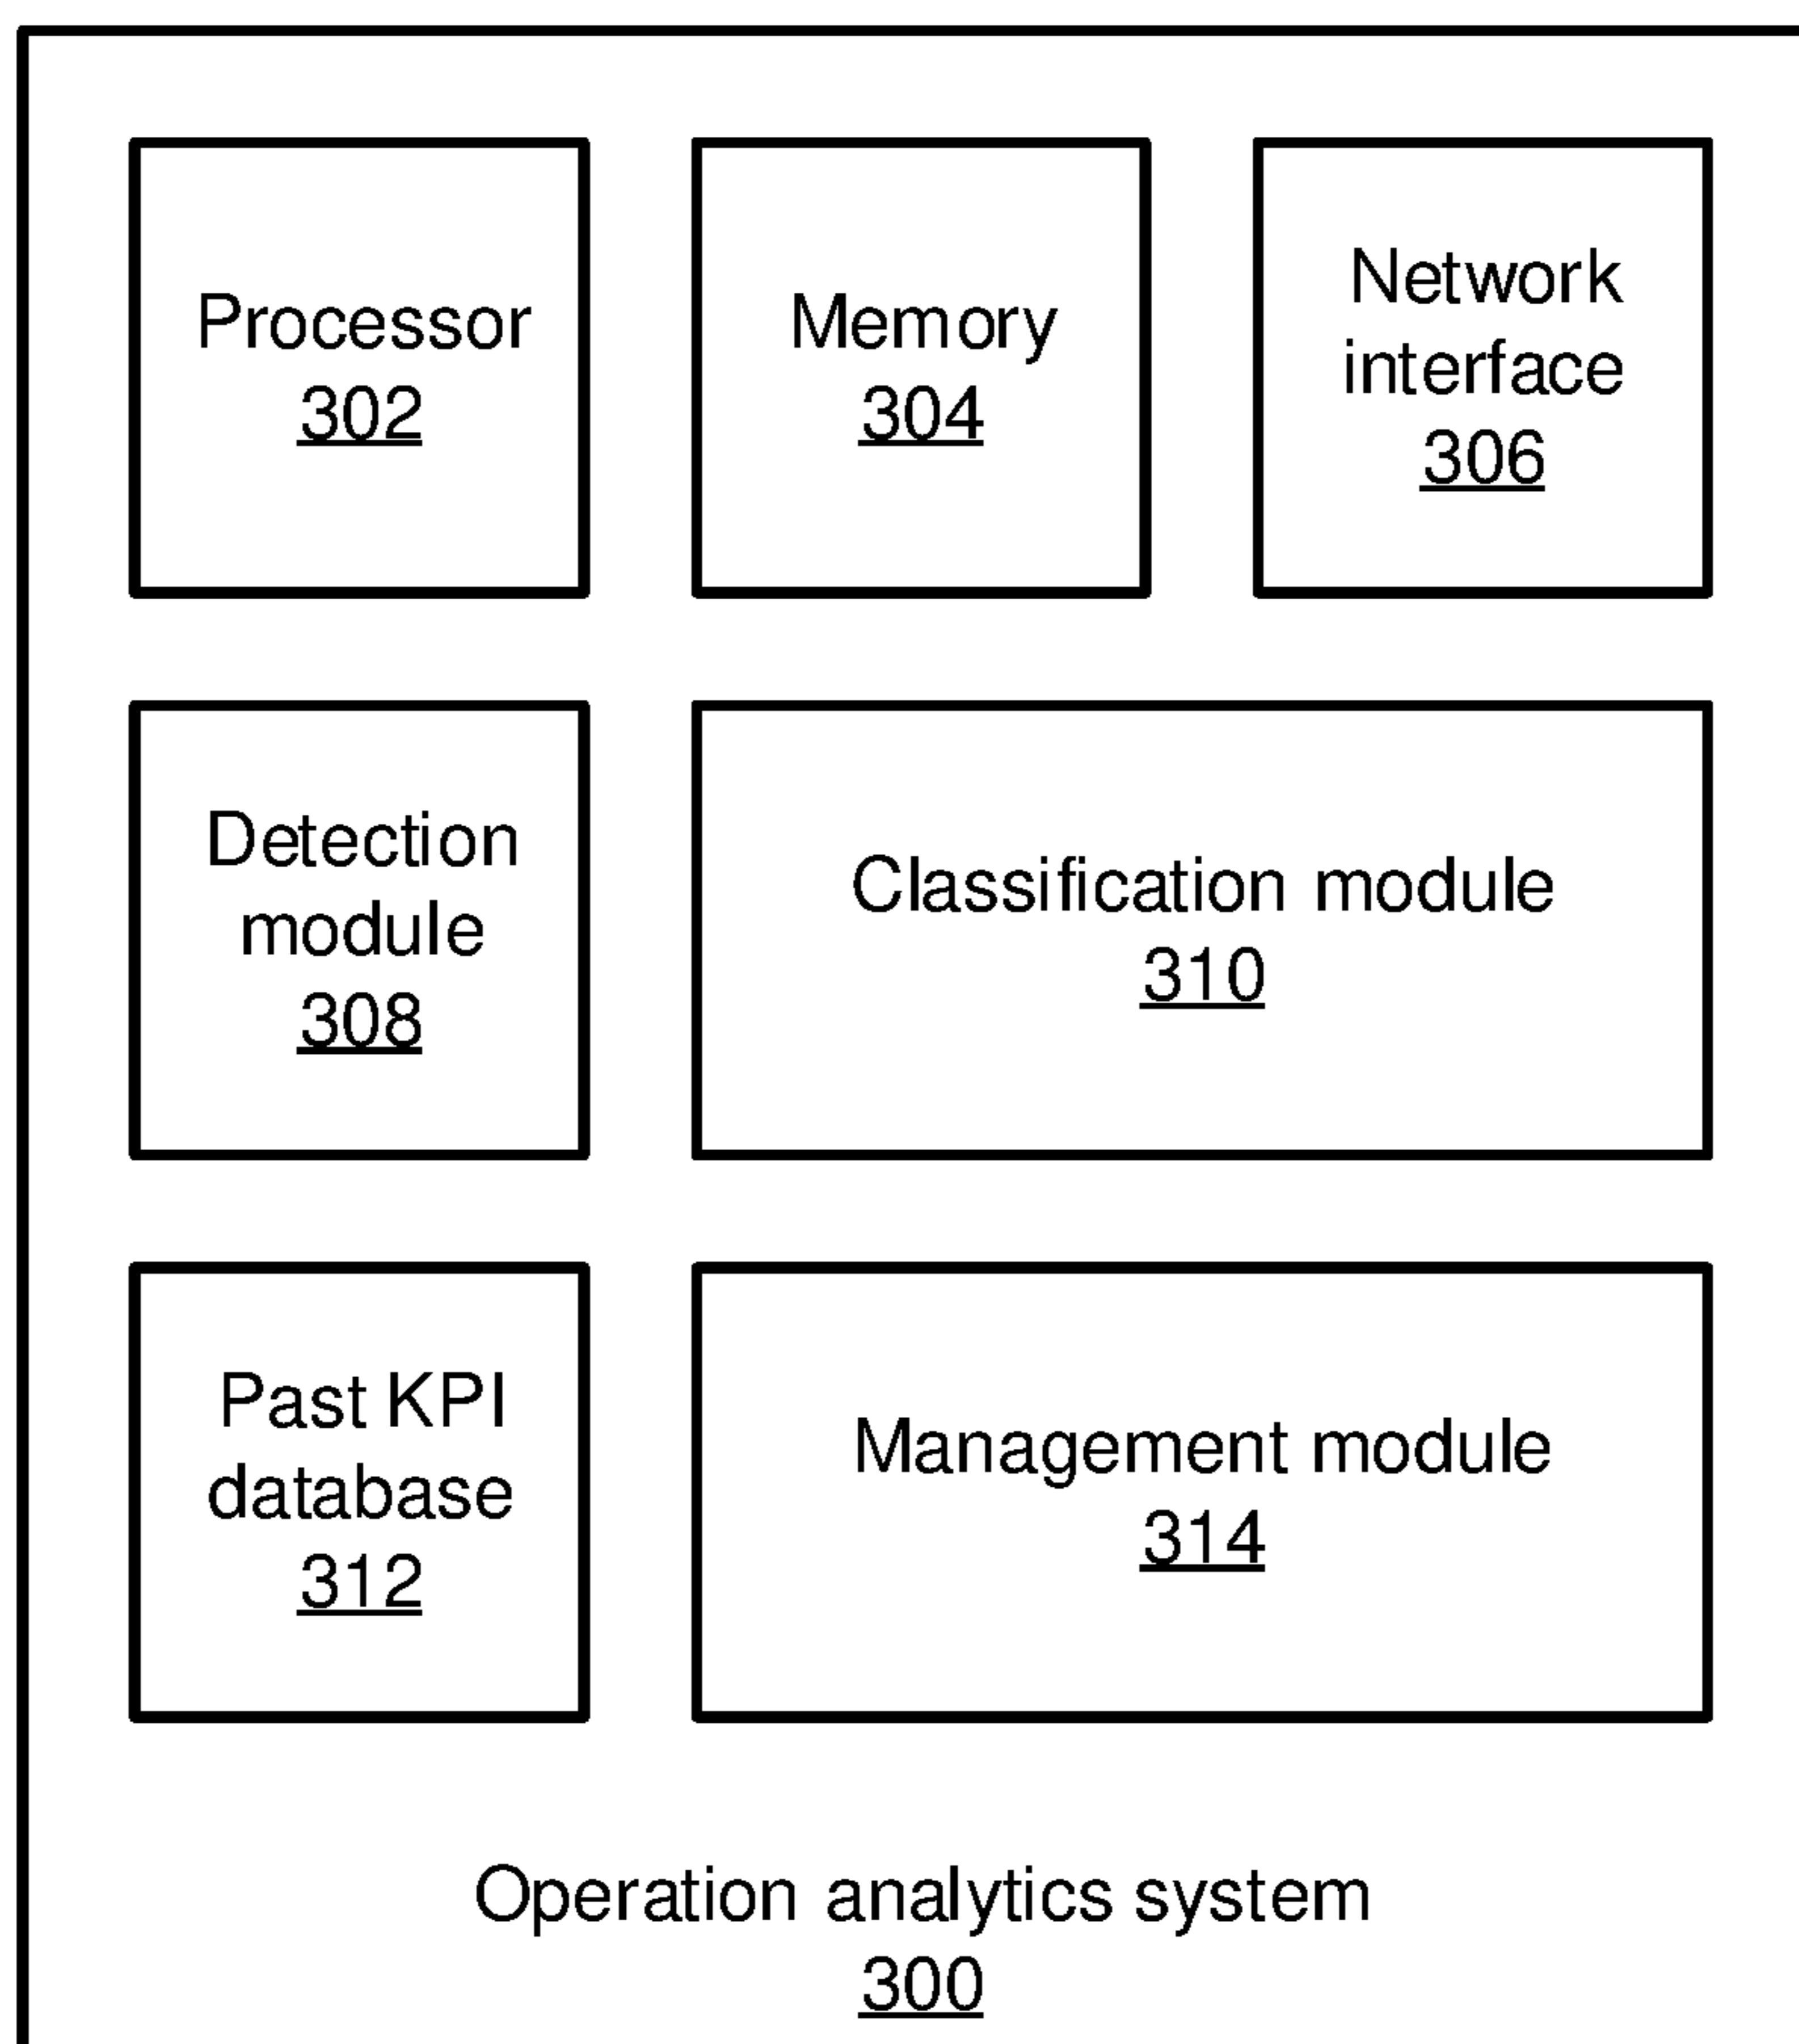 Processor
302
Memory
304
Network
interface
306
Detection
module
308
Classification module
310
Past KPI
database
312
Management module
314
Operation analytics system
300